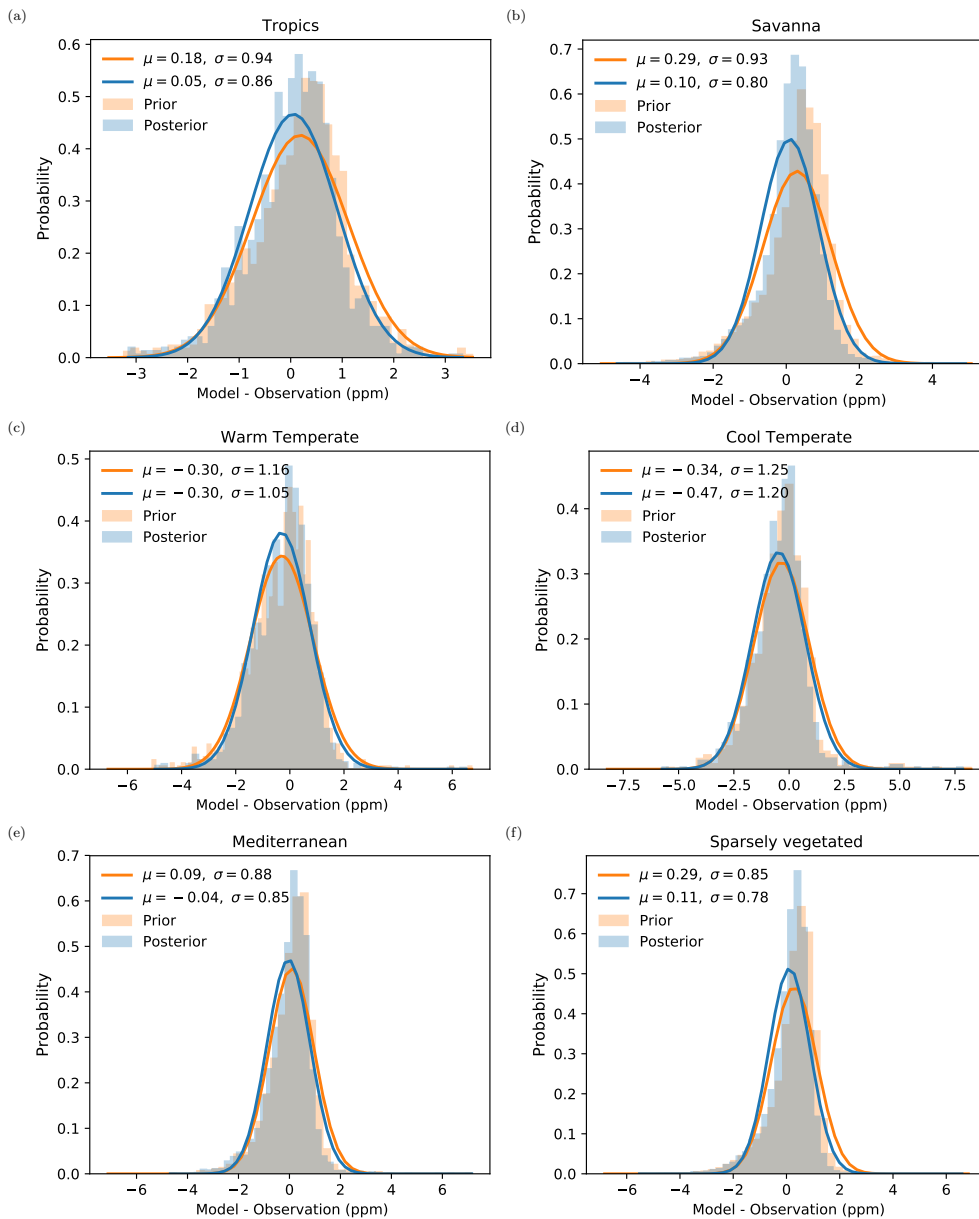 (a)
Tropics
μ = 0.18, σ = 0.94
μ = 0.05, σ = 0.86
Prior
Posterior
0.6
0.5
0.4
0.3
0.2
0.1
0.0
Probability
−3 −2 −1 0 1 2 3
Model - Observation (ppm)
(b)
Savanna
μ = 0.29, σ = 0.93
μ = 0.10, σ = 0.80
Prior
Posterior
0.7
0.6
0.5
0.4
0.3
0.2
0.1
0.0
Probability
−4 −2 0 2 4
Model - Observation (ppm)
(c)
Warm Temperate
μ = −0.30, σ = 1.16
μ = −0.30, σ = 1.05
Prior
Posterior
0.5
0.4
0.3
0.2
0.1
0.0
Probability
−6 −4 −2 0 2 4 6
Model - Observation (ppm)
(d)
Cool Temperate
μ = −0.34, σ = 1.25
μ = −0.47, σ = 1.20
Prior
Posterior
0.4
0.3
0.2
0.1
0.0
Probability
−7.5 −5.0 −2.5 0.0 2.5 5.0 7.5
Model - Observation (ppm)
(e)
Mediterranean
μ = 0.09, σ = 0.88
μ = −0.04, σ = 0.85
Prior
Posterior
0.7
0.6
0.5
0.4
0.3
0.2
0.1
0.0
Probability
−6 −4 −2 0 2 4 6
Model - Observation (ppm)
(f)
Sparsely vegetated
μ = 0.29, σ = 0.85
μ = 0.11, σ = 0.78
Prior
Posterior
0.7
0.6
0.5
0.4
0.3
0.2
0.1
0.0
Probability
−6 −4 −2 0 2 4 6
Model - Observation (ppm)